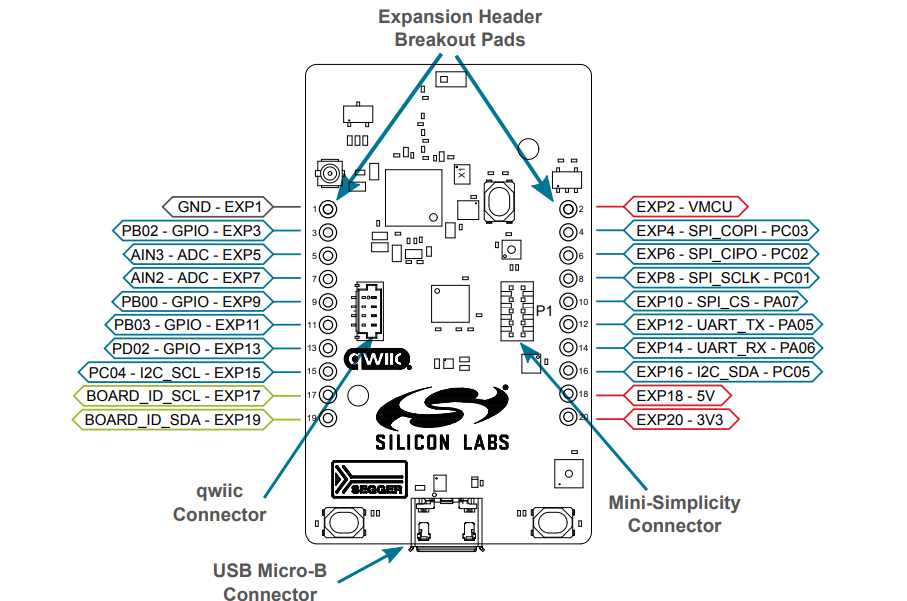 Expansion Header
Breakout Pads
X1
GND - EXP1
1
2
EXP2 - VMCU
PB02 - GPIO - EXP3
3
4
EXP4 - SPI_COPI - PC03
AIN3 - ADC - EXP5
5
6
EXP6 - SPI_CIPO - PC02
AIN2 - ADC - EXP7
7
8
EXP8 - SPI_SCLK - PC01
PB00 - GPIO - EXP9
9
10
EXP10 - SPI_CS - PA07
P1
PB03 - GPIO - EXP11
11
12
EXP12 - UART_TX - PA05
PD02 - GPIO - EXP13
13
14
EXP14 - UART_RX - PA06
qwiic
PC04 - I2C_SCL - EXP15
15
16
EXP16 - I2C_SDA - PC05
BOARD_ID_SCL - EXP17
17
18
EXP18 - 5V
BOARD_ID_SDA - EXP19
19
20
EXP20 - 3V3
SILICON LABS
SEGGER
qwiic
Connector
Mini-Simplicity
Connector
USB Micro-B
Connector